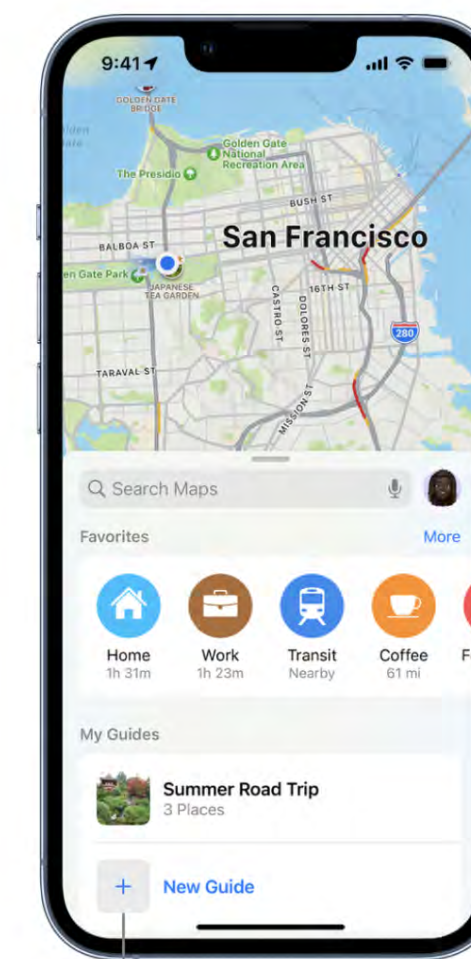 9:41
GOLDEN GATE
BRIDGE
Golden
Gate
Golden Gate
National
Recreation Area
The Presidio
BUSH ST
San Francisco
BALBOA ST
en Gate Park
JAPANESE
TEA GARDEN
16TH ST
CASTRO ST
DOLORES ST
280
TARAVAL ST
MISSION ST
Search Maps
Favorites
More
Home
Work
Transit
Coffee
1h 31m
1h 23m
Nearby
61 mi
My Guides
Summer Road Trip
3 Places
New Guide